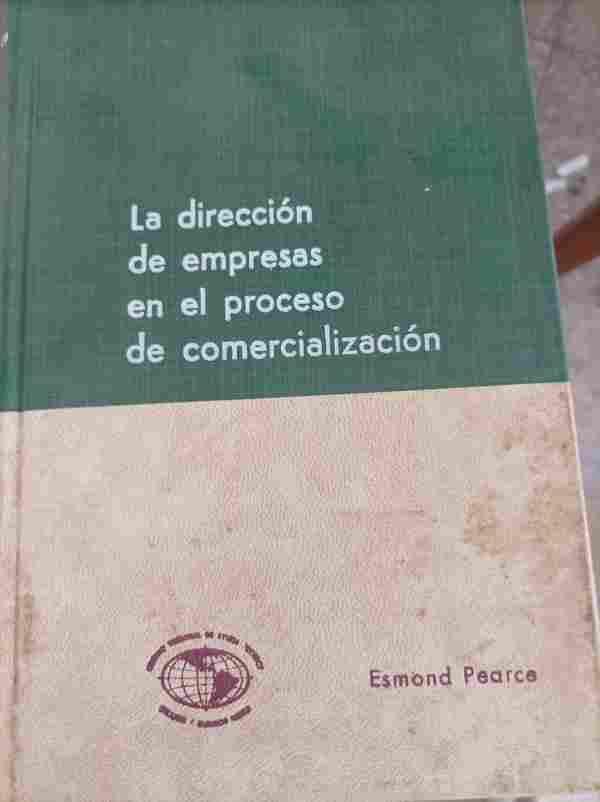 La dirección
de empresas
en el proceso
de comercialización
Esmond Pearce